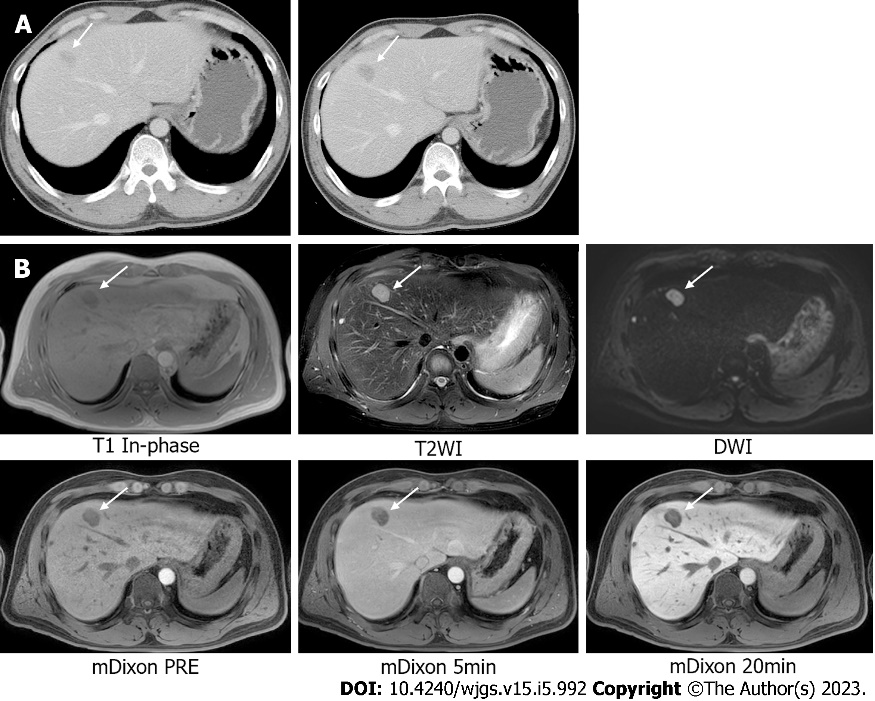 A
B
T1 In-phase
T2WI
DWI
mDixon PRE
mDixon 5min
mDixon 20min
DOI: 10.4240/wjgs.v15.i5.992 Copyright ©The Author(s) 2023.